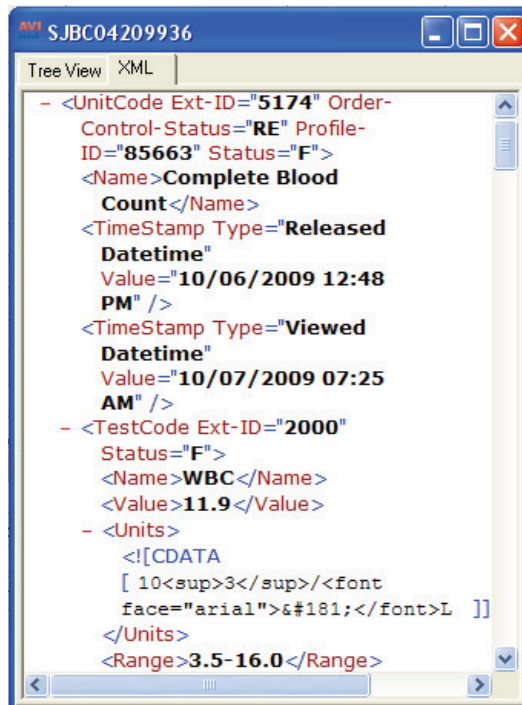 AVI SJBC04209936
Tree View XML
- <UnitCode Ext-ID="5174" Order-
Control-Status="RE" Profile-
ID="85663" Status="F">
<Name>Complete Blood
Count</Name>
<TimeStamp Type="Released
Datetime"
Value="10/06/2009 12:48
PM" />
<TimeStamp Type="Viewed
Datetime"
Value="10/07/2009 07:25
AM" />
- <TestCode Ext-ID="2000"
Status="F">
<Name>WBC</Name>
<Value>11.9</Value>
- <Units>
<![CDATA
[ 10<sup>3</sup>/<font
face="arial">&#181;</font>L ]]
</Units>
<Range>3.5-16.0</Range>